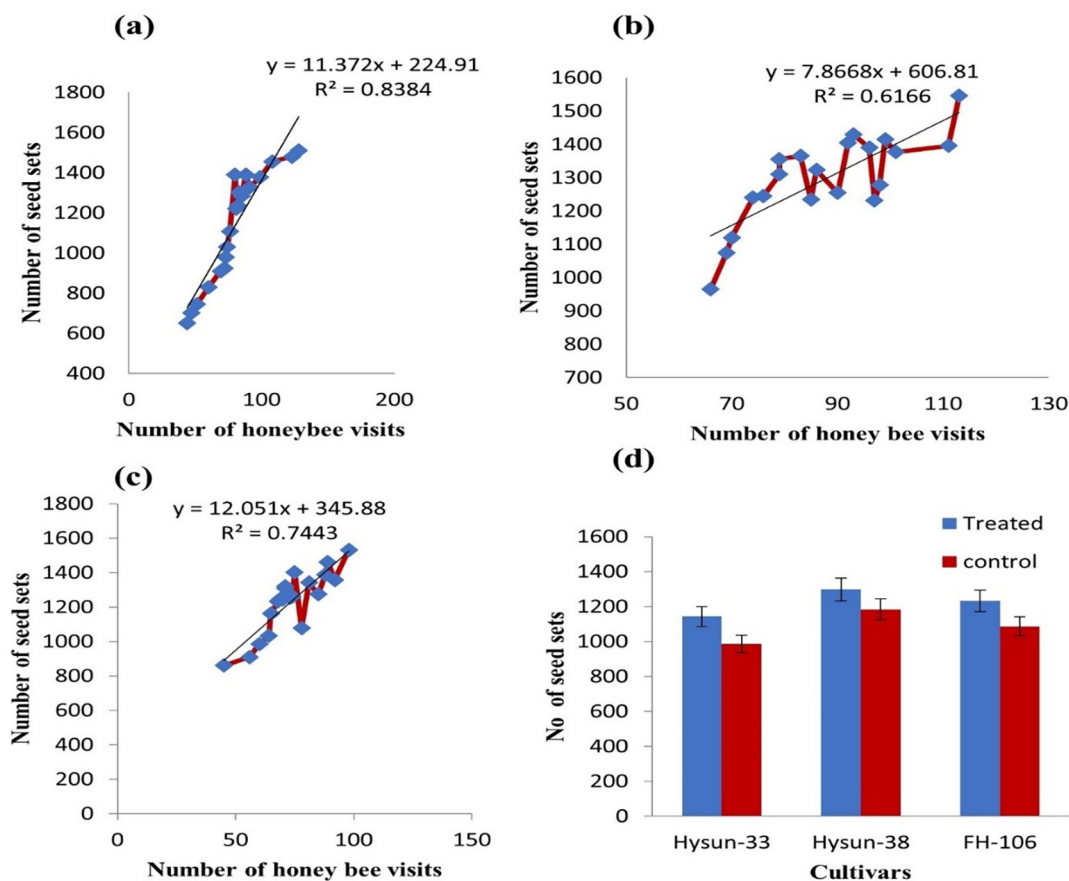 (a)
y = 11.372x + 224.91
R² = 0.8384
1800
1600
1400
1200
1000
800
600
400
0
100
200
Number of seed sets
Number of honeybee visits
(b)
y = 7.8668x + 606.81
R² = 0.6166
1600
1500
1400
1300
1200
1100
1000
900
800
700
50
70
90
110
130
Number of seed sets
Number of honey bee visits
(c)
y = 12.051x + 345.88
R² = 0.7443
1800
1600
1400
1200
1000
800
600
400
200
0
0
50
100
150
Number of seed sets
Number of honey bee visits
(d)
Treated
control
1600
1400
1200
1000
800
600
400
200
0
Hysun-33
Hysun-38
FH-106
No of seed sets
Cultivars